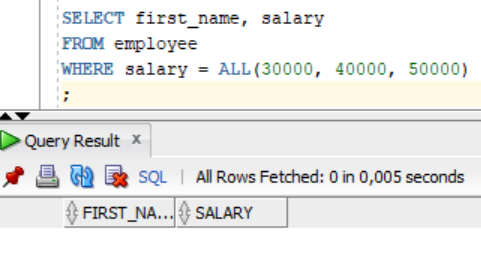 SELECT first_name, salary
FROM employee
WHERE salary = ALL(30000, 40000, 50000)
;
Query Result x
SQL | All Rows Fetched: 0 in 0,005 seconds
FIRST_NA... SALARY